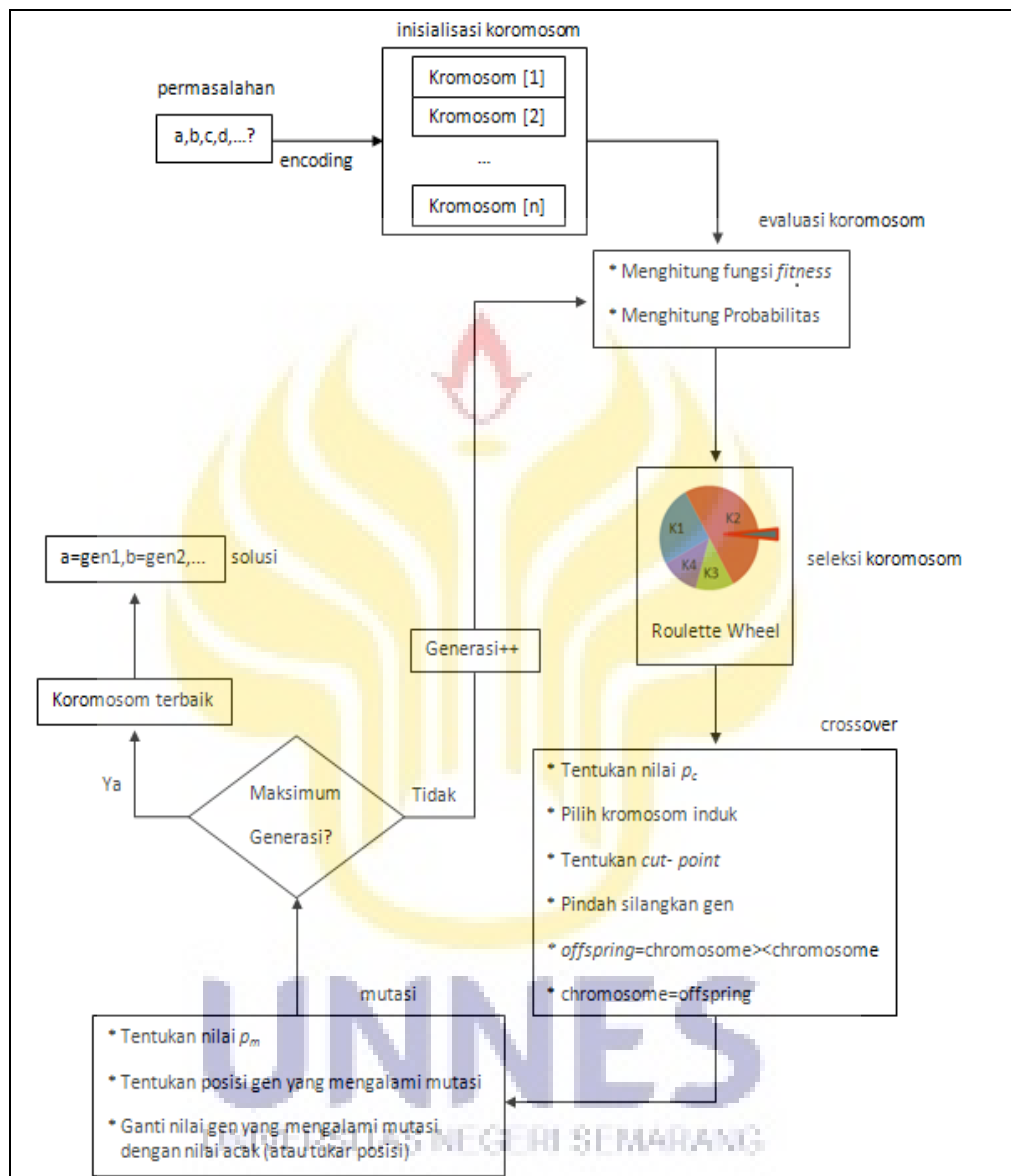 inisialisasi koromosom
Kromosom [1]
permasalahan
Kromosom [2]
a,b,c,d,...?
encoding
...
Kromosom [n]
evaluasi koromosom
* Menghitung fungsi fitness
* Menghitung Probabilitas
K1
K2
K4
K3
Roulette Wheel
seleksi koromosom
a=gen1,b=gen2,...
solusi
Generasi++
Koromosom terbaik
crossover
Ya
Maksimum
Generasi?
Tidak
* Tentukan nilai pc
* Pilih kromosom induk
* Tentukan cut- point
* Pindah silangkan gen
* offspring=chromosome><chromosome
* chromosome=offspring
mutasi
* Tentukan nilai pm
* Tentukan posisi gen yang mengalami mutasi
* Ganti nilai gen yang mengalami mutasi
dengan nilai acak (atau tukar posisi)
UNNES
UNIVERSITAS NEGERI SEMARANG